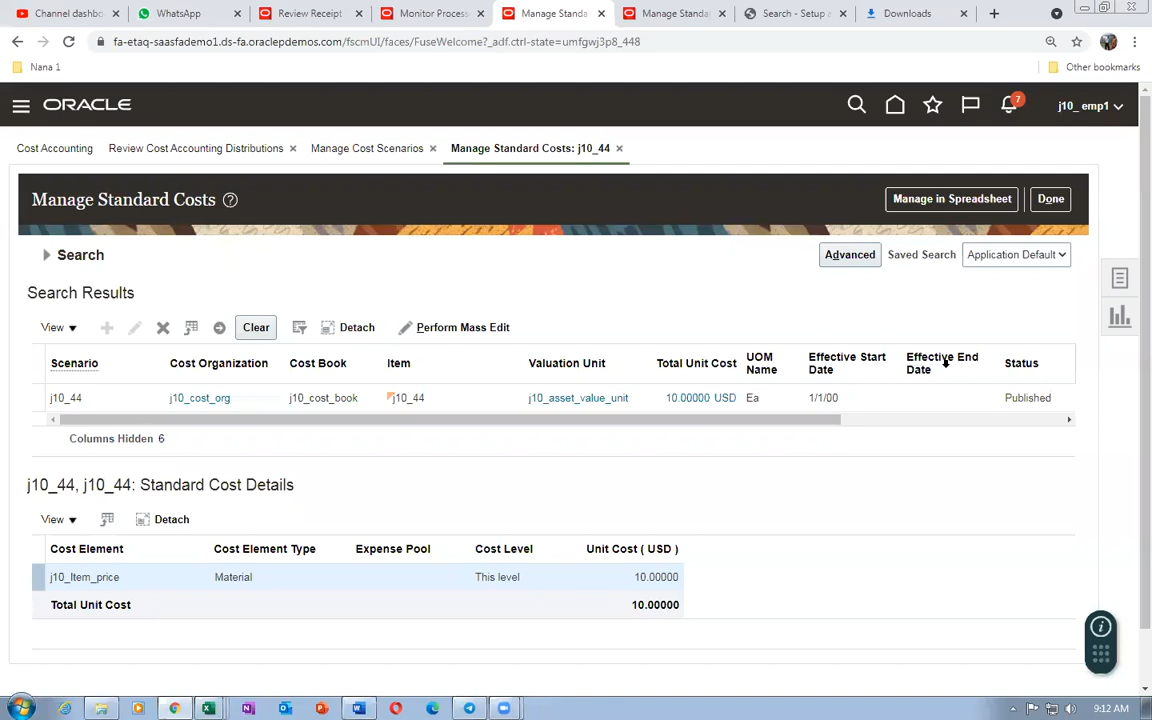 Channel dashbo
WhatsApp
Review Receipt
Monitor Proces
Manage Standa
Manage Standa
Search - Setup a
Downloads
fa-etaq-saasfademo1.ds-fa.oraclepdemos.com/fscmUI/faces/FuseWelcome?_adf.ctrl-state=umfgwj3p8_448
Nana 1
Other bookmarks
ORACLE
7
j10_ emp1
Cost Accounting
Review Cost Accounting Distributions
Manage Cost Scenarios
Manage Standard Costs: j10_44
Manage Standard Costs
Manage in Spreadsheet
Done
Search
Advanced
Saved Search
Application Default
Search Results
View
Clear
Detach
Perform Mass Edit
Scenario Cost Organization Cost Book Item Valuation Unit Total Unit Cost UOM Name Effective Start Date Effective End Date Status
j10_44 j10_cost_org j10_cost_book j10_44 j10_asset_value_unit 10.00000 USD Ea 1/1/00 Published
Columns Hidden 6
j10_44, j10_44: Standard Cost Details
View
Detach
Cost Element Cost Element Type Expense Pool Cost Level Unit Cost ( USD )
j10_Item_price Material This level 10.00000
Total Unit Cost 10.00000
9:12 AM